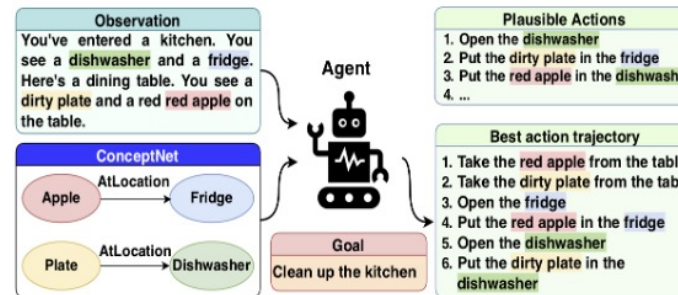 Observation
You've entered a kitchen. You
see a dishwasher and a fridge.
Here's a dining table. You see a
dirty plate and a red red apple on
the table.
ConceptNet
Apple
AtLocation
Fridge
Plate
AtLocation
Dishwasher
Agent
Goal
Clean up the kitchen
Plausible Actions
1. Open the dishwasher
2. Put the dirty plate in the fridge
3. Put the red apple in the dishwash
4. ...
Best action trajectory
1. Take the red apple from the tabl
2. Take the dirty plate from the tab
3. Open the fridge
4. Put the red apple in the fridge
5. Open the dishwasher
6. Put the dirty plate in the
dishwasher